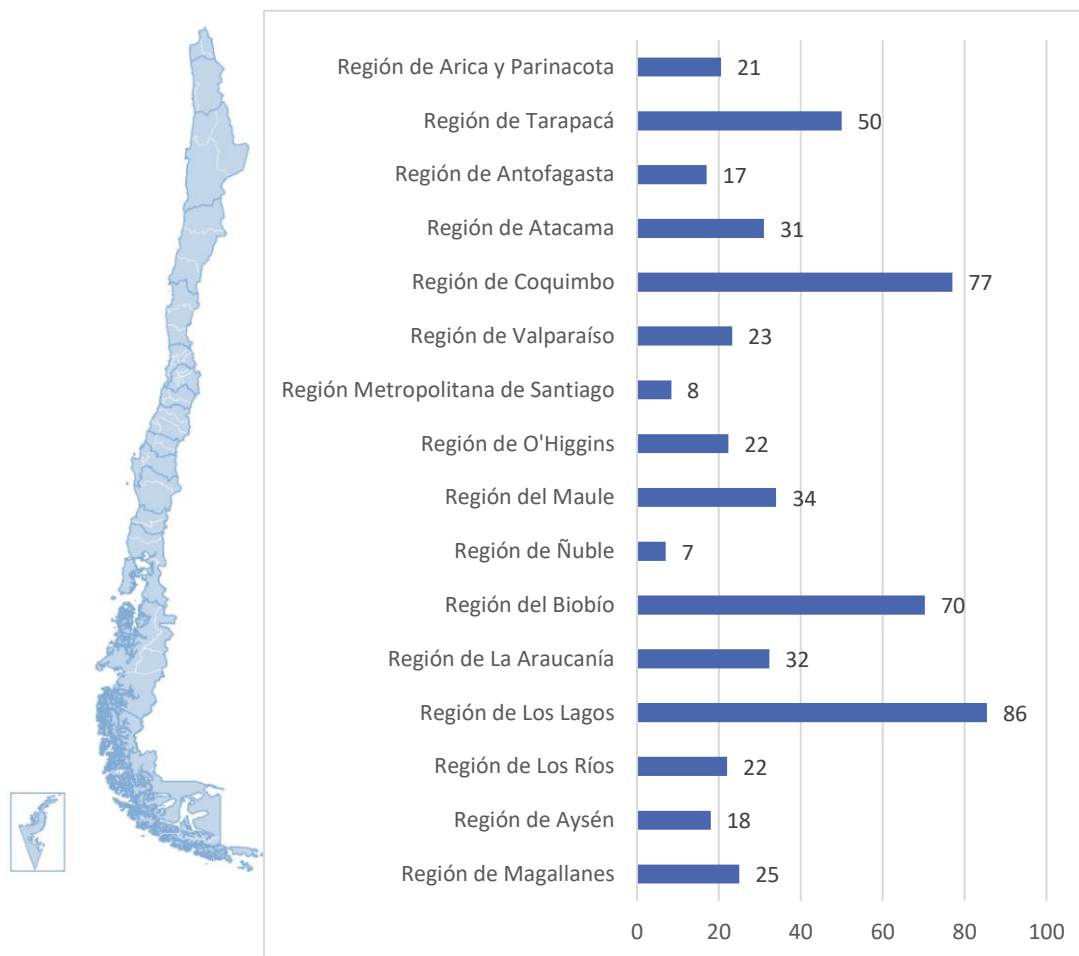 Región de Arica y Parinacota 21
Región de Tarapacá 50
Región de Antofagasta 17
Región de Atacama 31
Región de Coquimbo 77
Región de Valparaíso 23
Región Metropolitana de Santiago 8
Región de O'Higgins 22
Región del Maule 34
Región de Ñuble 7
Región del Biobío 70
Región de La Araucanía 32
Región de Los Lagos 86
Región de Los Ríos 22
Región de Aysén 18
Región de Magallanes 25
0 20 40 60 80 100